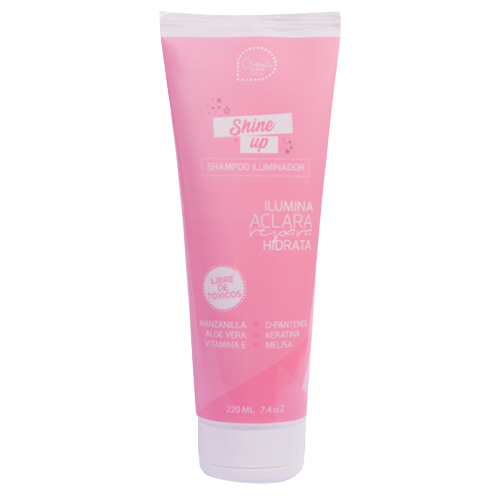 Shine
up
SHAMPOO ILUMINADOR
ILUMINA
ACLARA
repara
HIDRATA
LIBRE
DE
TÓXICOS
MANZANILLA D-PANTENOL
ALOE VERA KERATINA
VITAMINA E MELISA
220 ML 7.4 o.z